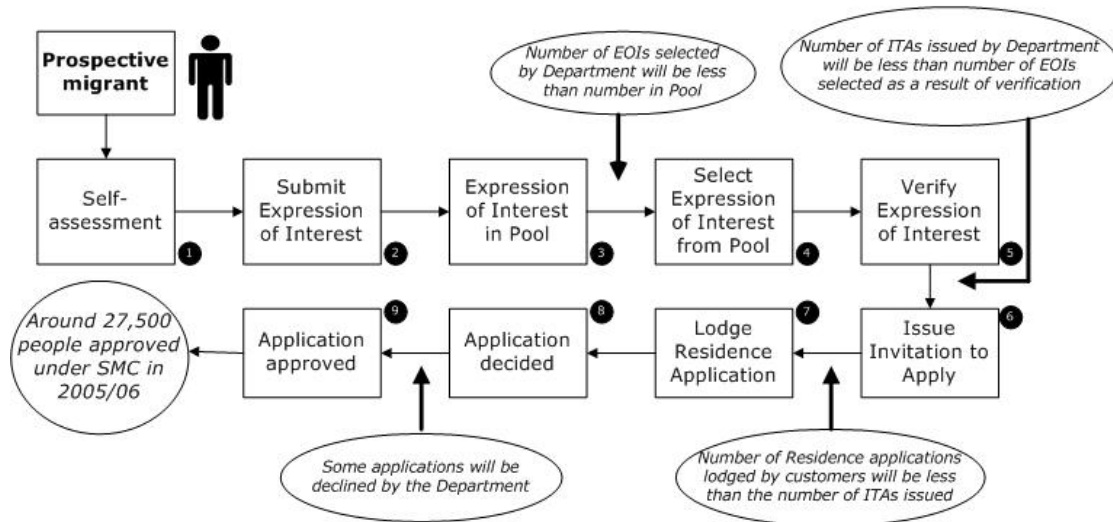 Prospective
migrant
Number of EOIs selected
by Department will be less
than number in Pool
Number of ITAs issued by Department
will be less than number of EOIs
selected as a result of verification
Self-
assessment
1
Submit
Expression
of Interest
2
Expression
of Interest
in Pool
3
Select
Expression
of Interest
from Pool
4
Verify
Expression
of Interest
5
Issue
Invitation to
Apply
6
Lodge
Residence
Application
7
Application
decided
8
Application
approved
9
Around 27,500
people approved
under SMC in
2005/06
Some applications will be
declined by the Department
Number of Residence applications
lodged by customers will be less
than the number of ITAs issued